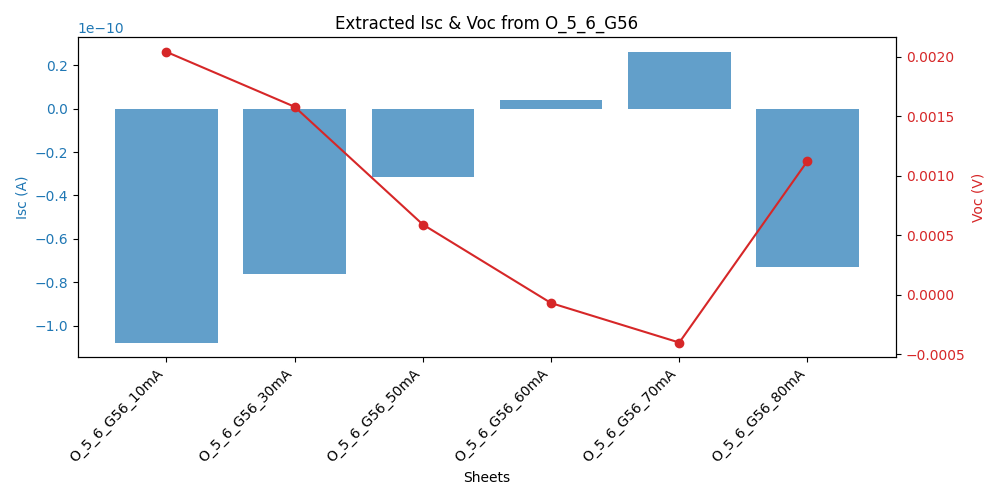 Extracted Isc & Voc from O_5_6_G56
1e−10
0.2
0.0
−0.2
−0.4
−0.6
−0.8
−1.0
Isc (A)
0.0020
0.0015
0.0010
0.0005
0.0000
−0.0005
Voc (V)
O_5_6_G56_10mA
O_5_6_G56_30mA
O_5_6_G56_50mA
O_5_6_G56_60mA
O_5_6_G56_70mA
O_5_6_G56_80mA
Sheets